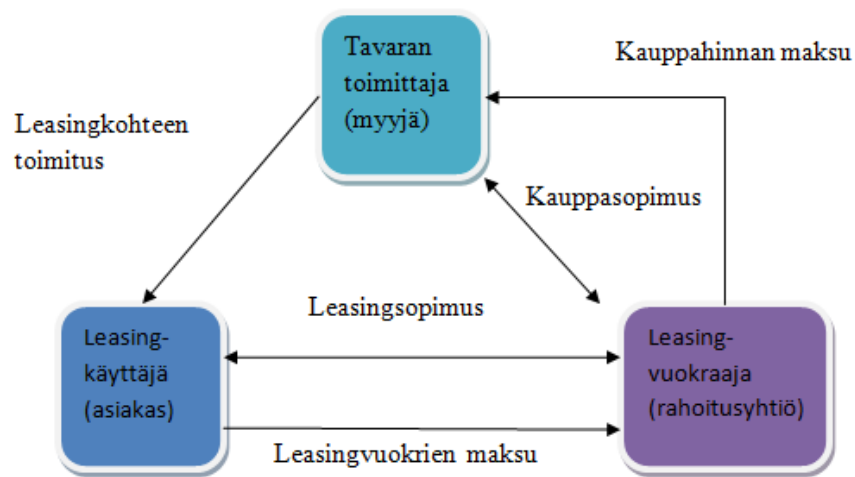 Tavaran
toimittaja
(myyjä)
Kauppahinnan maksu
Leasingkohteen
toimitus
Kauppasopimus
Leasingsopimus
Leasing-
käyttäjä
(asiakas)
Leasing-
vuokraaja
(rahoitusyhtiö)
Leasingvuokrien maksu